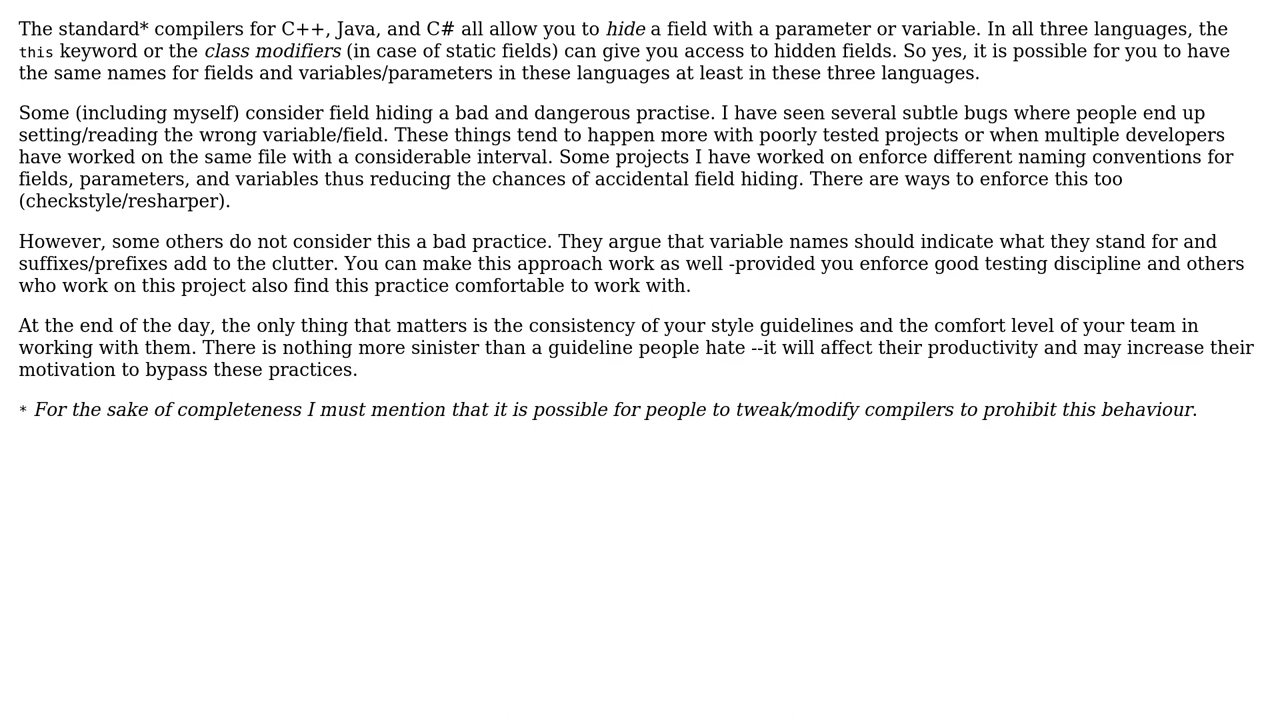 The standard* compilers for C++, Java, and C# all allow you to hide a field with a parameter or variable. In all three languages, the
this keyword or the class modifiers (in case of static fields) can give you access to hidden fields. So yes, it is possible for you to have
the same names for fields and variables/parameters in these languages at least in these three languages.
Some (including myself) consider field hiding a bad and dangerous practise. I have seen several subtle bugs where people end up
setting/reading the wrong variable/field. These things tend to happen more with poorly tested projects or when multiple developers
have worked on the same file with a considerable interval. Some projects I have worked on enforce different naming conventions for
fields, parameters, and variables thus reducing the chances of accidental field hiding. There are ways to enforce this too
(checkstyle/resharper).
However, some others do not consider this a bad practice. They argue that variable names should indicate what they stand for and
suffixes/prefixes add to the clutter. You can make this approach work as well -provided you enforce good testing discipline and others
who work on this project also find this practice comfortable to work with.
At the end of the day, the only thing that matters is the consistency of your style guidelines and the comfort level of your team in
working with them. There is nothing more sinister than a guideline people hate --it will affect their productivity and may increase their
motivation to bypass these practices.
* For the sake of completeness I must mention that it is possible for people to tweak/modify compilers to prohibit this behaviour.